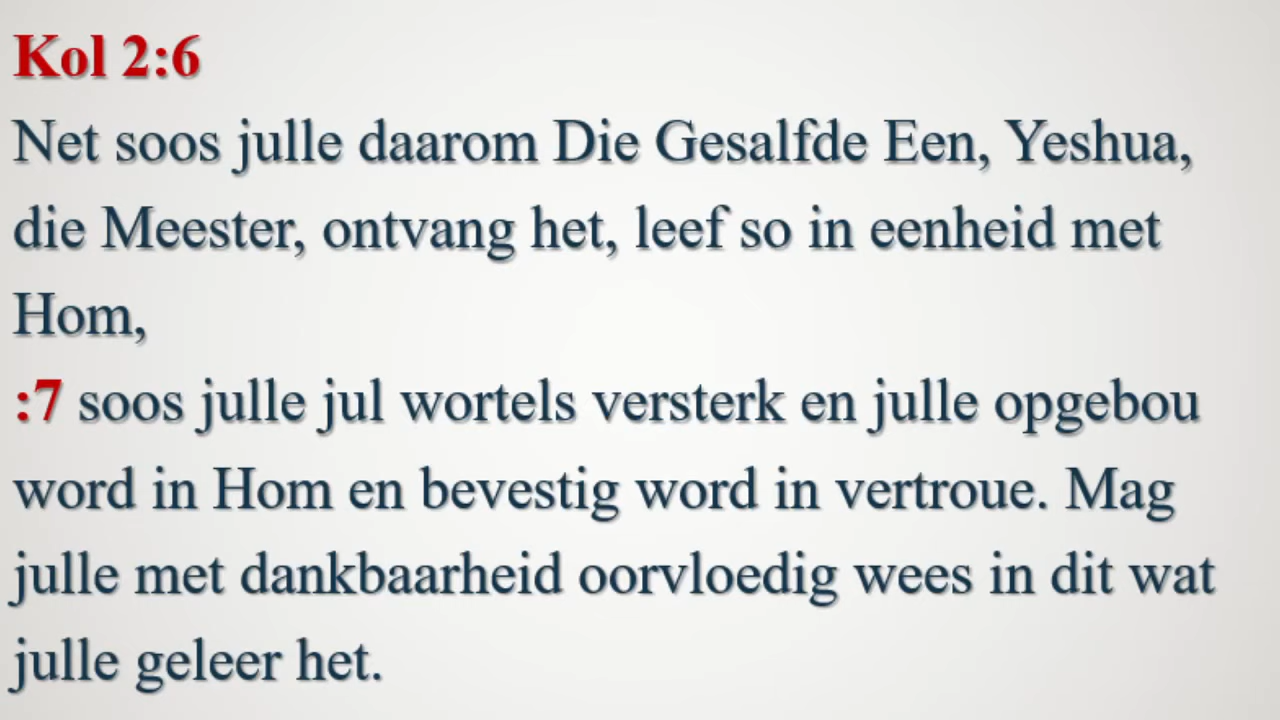 Kol 2:6
Net soos julle daarom Die Gesalfde Een, Yeshua,
die Meester, ontvang het, leef so in eenheid met
Hom,
:7 soos julle jul wortels versterk en julle opgebou
word in Hom en bevestig word in vertroue. Mag
julle met dankbaarheid oorvloedig wees in dit wat
julle geleer het.